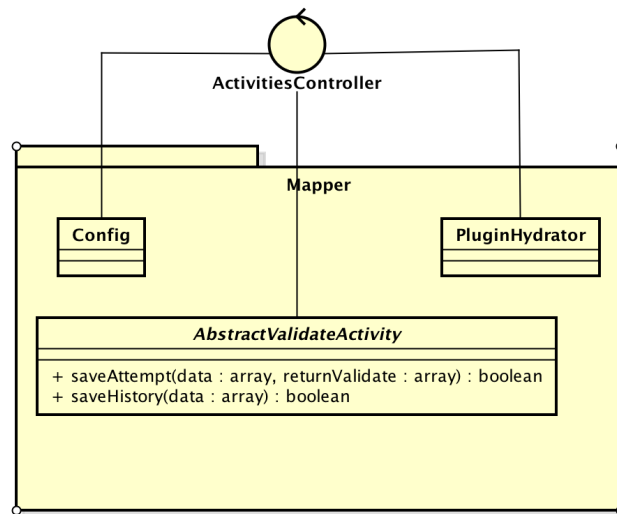 ActivitiesController
Mapper
Config
PluginHydrator
AbstractValidateActivity
+ saveAttempt(data : array, returnValidate : array) : boolean
+ saveHistory(data : array) : boolean